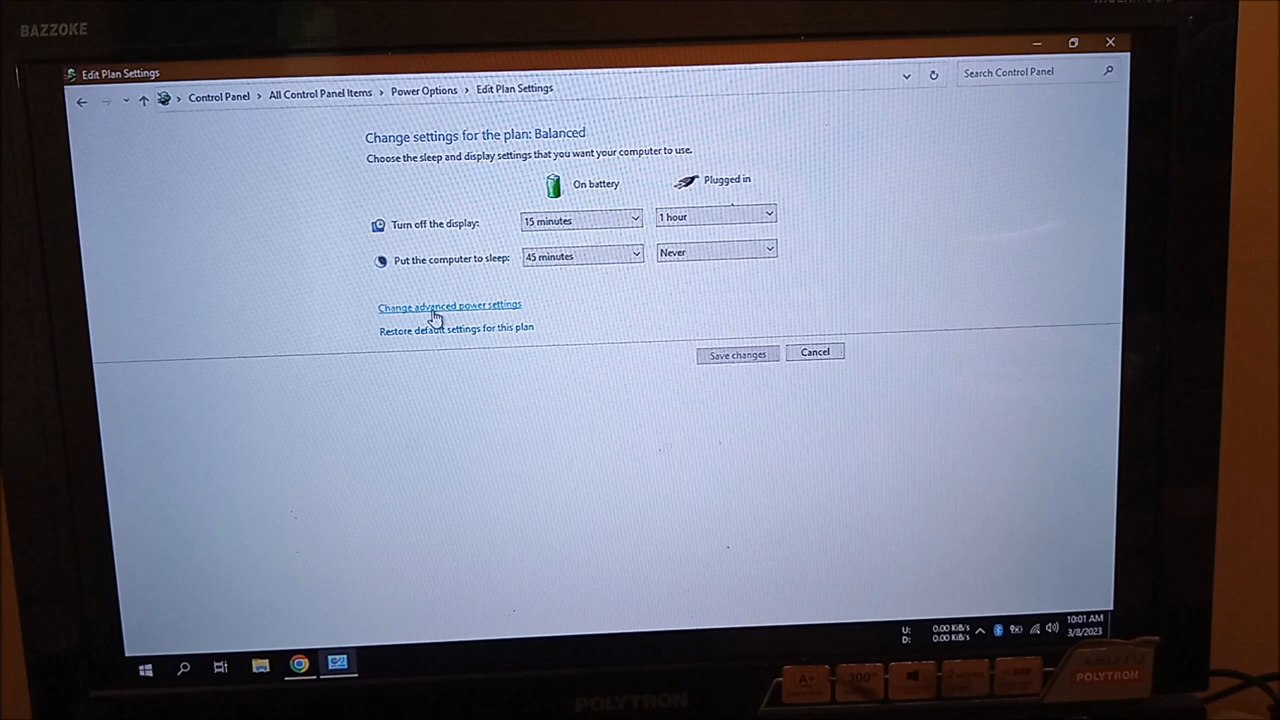 BAZZOKE
Edit Plan Settings
Control Panel > All Control Panel Items > Power Options > Edit Plan Settings
Search Control Panel
Change settings for the plan: Balanced
Choose the sleep and display settings that you want your computer to use.
On battery
Plugged in
Turn off the display:
15 minutes
1 hour
Put the computer to sleep:
45 minutes
Never
Change advanced power settings
Restore default settings for this plan
Save changes
Cancel
U: 0.00 KiB/s
D: 0.00 KiB/s
10:01 AM
3/8/2023
A+
300°
LED TV
POLYTRON
POLYTRON